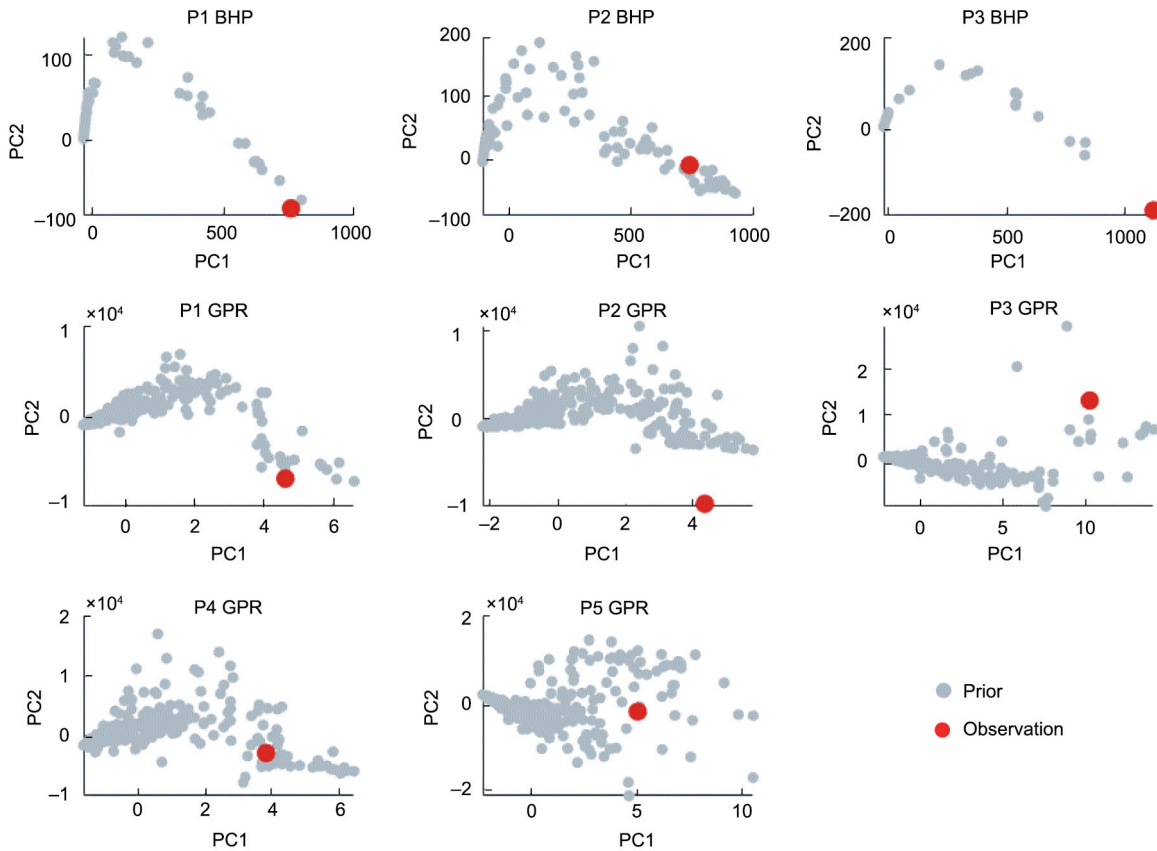 P1 BHP
100
0
–100
PC2
0
500
1000
PC1
P2 BHP
200
100
0
–100
PC2
0
500
1000
PC1
P3 BHP
200
0
–200
PC2
0
500
1000
PC1
×10⁴
P1 GPR
1
0
–1
PC2
0
2
4
6
PC1
×10⁴
P2 GPR
1
0
–1
PC2
–2
0
2
4
PC1
×10⁴
P3 GPR
2
1
0
PC2
0
5
10
PC1
×10⁴
P4 GPR
2
1
0
–1
PC2
0
2
4
6
PC1
×10⁴
P5 GPR
2
0
–2
PC2
0
5
10
PC1
Prior
Observation